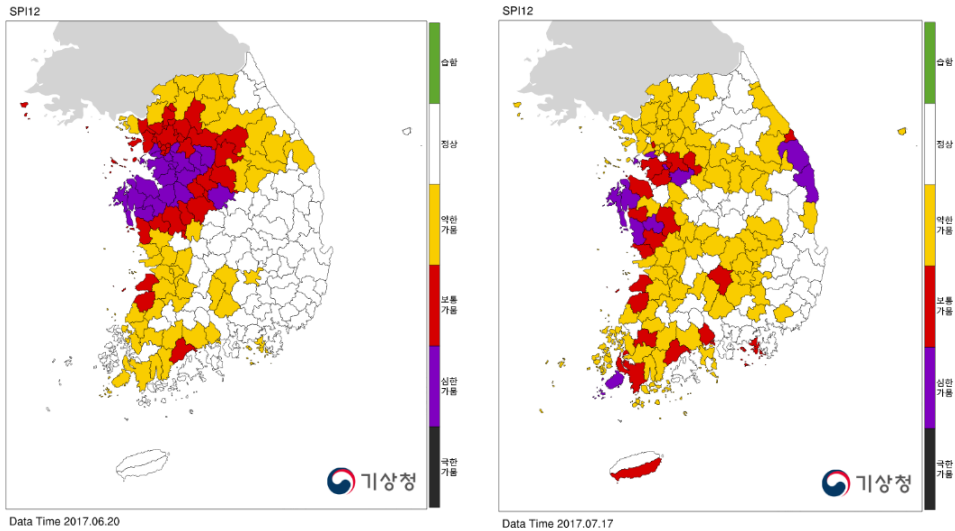 SPI12
습함
정상
약한
가뭄
보통
가뭄
심한
가뭄
극한
가뭄
기상청
Data Time 2017.06.20
SPI12
습함
정상
약한
가뭄
보통
가뭄
심한
가뭄
극한
가뭄
기상청
Data Time 2017.07.17